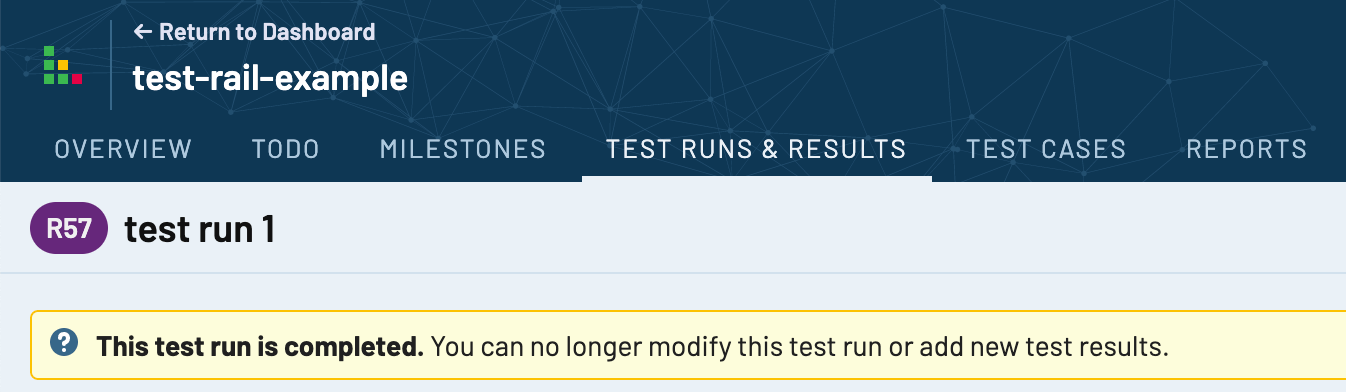 ← Return to Dashboard
test-rail-example
OVERVIEW TODO MILESTONES TEST RUNS & RESULTS TEST CASES REPORTS
R57 test run 1
This test run is completed. You can no longer modify this test run or add new test results.